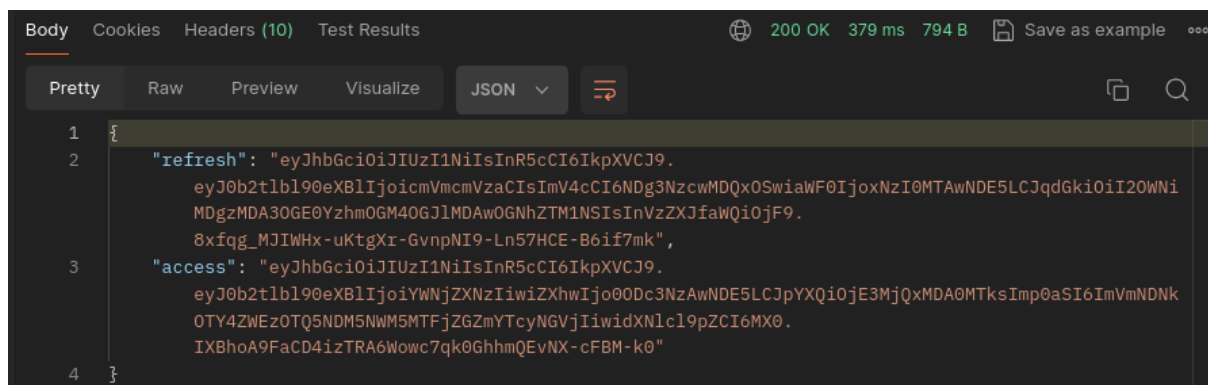 Body Cookies Headers (10) Test Results 200 OK 379 ms 794 B Save as example
Pretty Raw Preview Visualize JSON
1 {
2 "refresh": "eyJhbGciOiJIUzI1NiIsInR5cCI6IkpXVCJ9.
eyJ0b2tlbl90eXBlIjoicmVmcmVzaCIsImV4cCI6NDg3NzcwMDQxOSwiaWF0IjoxNzI0MTAwNDE5LCJqdGkiOiI2OWNi
MDgzMDA3OGE0YzhmOGM4OGJlMDAwOGNhZTM1NSIsInVzZXJfaWQiOjF9.
8xfqg_MJIWHx-uKtgXr-GvnpNI9-Ln57HCE-B6if7mk",
3 "access": "eyJhbGciOiJIUzI1NiIsInR5cCI6IkpXVCJ9.
eyJ0b2tlbl90eXBlIjoiYWNjZXNzIiwiZXhwIjo0ODc3NzAwNDE5LCJpYXQiOjE3MjQxMDA0MTksImp0aSI6ImVmNDNk
OTY4ZWEzOTQ5NDM5NWM5MTFjZGZmYTcyNGVjIiwidXNlcl9pZCI6MX0.
IXBhoA9FaCD4izTRA6Wowc7qk0GhhmQEvNX-cFBM-k0"
4 }